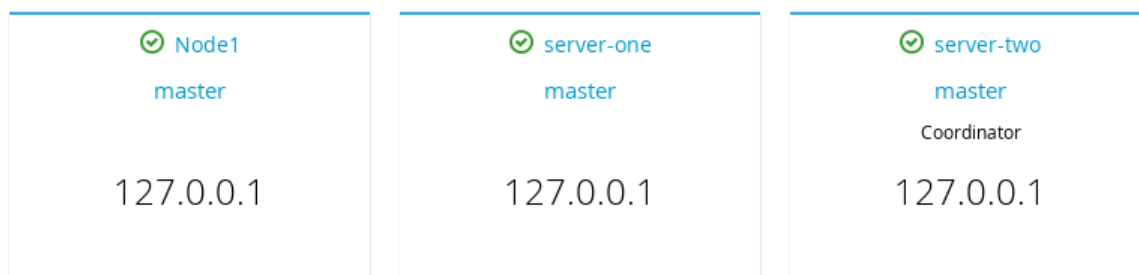 Node1
master
127.0.0.1
server-one
master
127.0.0.1
server-two
master
Coordinator
127.0.0.1